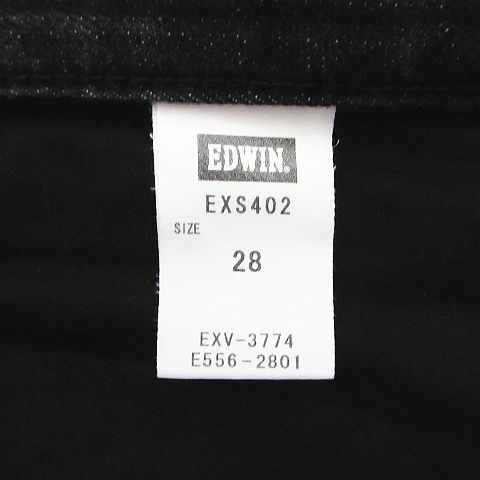 EDWIN.
EXS402
SIZE
28
EXV-3774
E556-2801